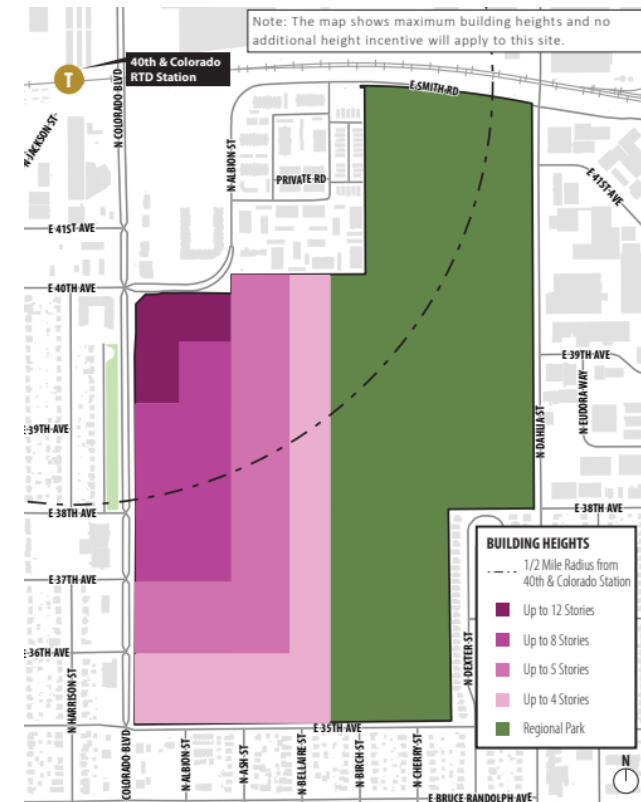 Note: The map shows maximum building heights and no
additional height incentive will apply to this site.
40th & Colorado
RTD Station
T
N COLORADO BLVD
E SMITH RD
N JACKSON ST
N ALBION ST
PRIVATE RD
E 41ST AVE
E 41ST AVE
E 40TH AVE
E 39TH AVE
N EUDORA WAY
N DAHLIA ST
E 39TH AVE
E 38TH AVE
E 38TH AVE
BUILDING HEIGHTS
1/2 Mile Radius from
40th & Colorado Station
Up to 12 Stories
Up to 8 Stories
Up to 5 Stories
Up to 4 Stories
Regional Park
E 37TH AVE
E 36TH AVE
N DEXTER ST
N HARRISON ST
COLORADO BLVD
E 35TH AVE
N ALBION ST
N ASH ST
N BELLAIRE ST
N BIRCH ST
N CHERRY ST
E BRUCE RANDOLPH AVE
N